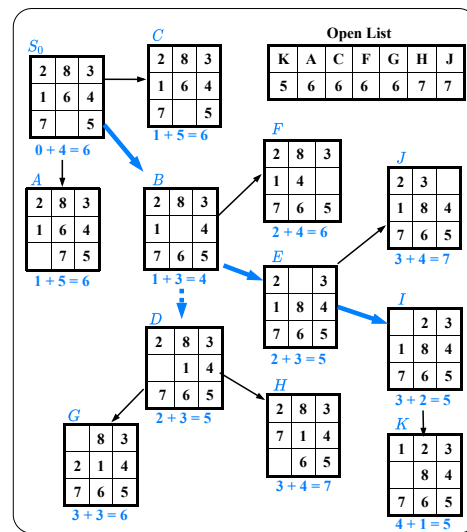 Open List
K A C F G H J
5 6 6 6 6 7 7
S0
2 8 3
1 6 4
7 5
0 + 4 = 6
C
2 8 3
1 6 4
7 5
1 + 5 = 6
A
2 8 3
1 6 4
7 5
1 + 5 = 6
B
2 8 3
1 4
7 6 5
1 + 3 = 4
F
2 8 3
1 4
7 6 5
2 + 4 = 6
J
2 3
1 8 4
7 6 5
3 + 4 = 7
E
2 3
1 8 4
7 6 5
2 + 3 = 5
D
2 8 3
1 4
7 6 5
2 + 3 = 5
I
2 3
1 8 4
7 6 5
3 + 2 = 5
G
8 3
2 1 4
7 6 5
3 + 3 = 6
H
2 8 3
7 1 4
6 5
3 + 4 = 7
K
1 2 3
8 4
7 6 5
4 + 1 = 5